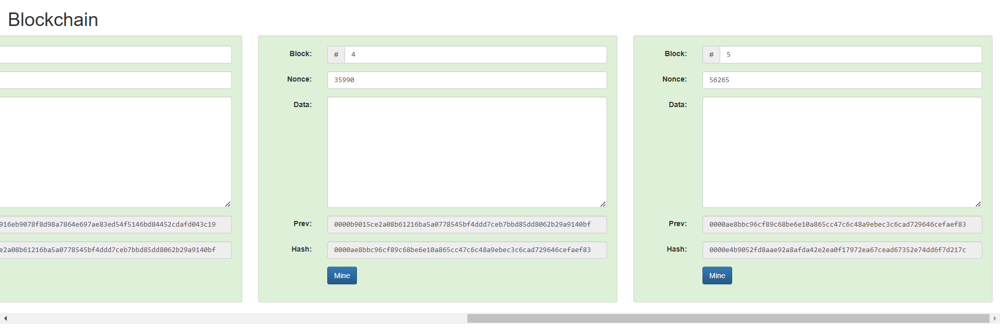 Blockchain
916eb9078f8d98a7864e697ae83ed54f5146bd84452cdafd043c19
e2a08b61216ba5a0778545bf4ddd7ceb7bbd85dd8062b29a9140bf
Block: # 4
Nonce: 35990
Data:
Prev: 0000b9015ce2a08b61216ba5a0778545bf4ddd7ceb7bbd85dd8062b29a9140bf
Hash: 0000ae8bbc96cf89c68be6e10a865cc47c6c48a9ebec3c6cad729646cefaef83
Mine
Block: # 5
Nonce: 56265
Data:
Prev: 0000ae8bbc96cf89c68be6e10a865cc47c6c48a9ebec3c6cad729646cefaef83
Hash: 0000e4b9052fd8aae92a8afda42e2ea0f17972ea67cead67352e74dd6f7d217c
Mine